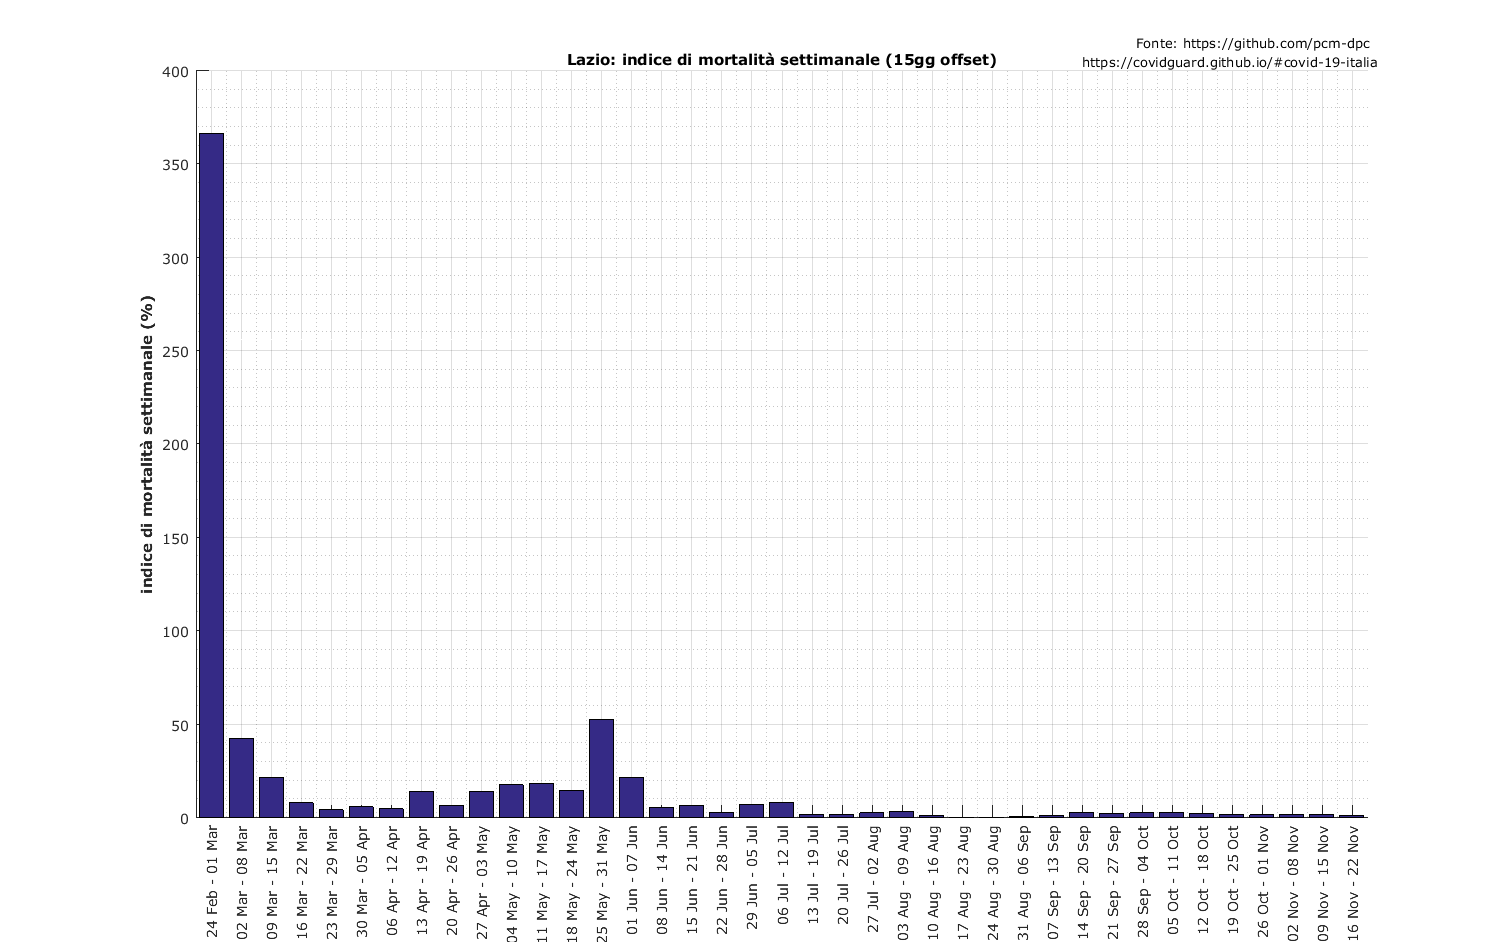 Fonte: https://github.com/pcm-dpc
https://covidguard.github.io/#covid-19-italia
Lazio: indice di mortalità settimanale (15gg offset)
indice di mortalità settimanale (%)
400
350
300
250
200
150
100
50
0
24 Feb - 01 Mar
02 Mar - 08 Mar
09 Mar - 15 Mar
16 Mar - 22 Mar
23 Mar - 29 Mar
30 Mar - 05 Apr
06 Apr - 12 Apr
13 Apr - 19 Apr
20 Apr - 26 Apr
27 Apr - 03 May
04 May - 10 May
11 May - 17 May
18 May - 24 May
25 May - 31 May
01 Jun - 07 Jun
08 Jun - 14 Jun
15 Jun - 21 Jun
22 Jun - 28 Jun
29 Jun - 05 Jul
06 Jul - 12 Jul
13 Jul - 19 Jul
20 Jul - 26 Jul
27 Jul - 02 Aug
03 Aug - 09 Aug
10 Aug - 16 Aug
17 Aug - 23 Aug
24 Aug - 30 Aug
31 Aug - 06 Sep
07 Sep - 13 Sep
14 Sep - 20 Sep
21 Sep - 27 Sep
28 Sep - 04 Oct
05 Oct - 11 Oct
12 Oct - 18 Oct
19 Oct - 25 Oct
26 Oct - 01 Nov
02 Nov - 08 Nov
09 Nov - 15 Nov
16 Nov - 22 Nov